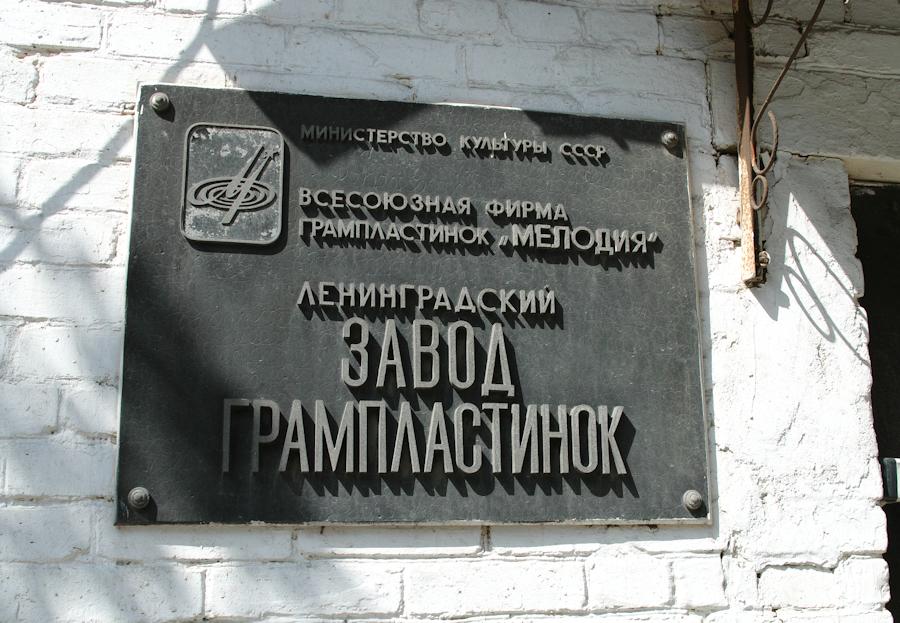 МИНИСТЕРСТВО КУЛЬТУРЫ СССР
ВСЕСОЮЗНАЯ ФИРМА
ГРАМПЛАСТИНОК „МЕЛОДИЯ“
ЛЕНИНГРАДСКИЙ
ЗАВОД
ГРАМПЛАСТИНОК